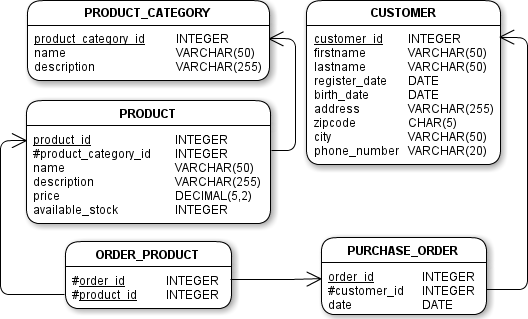 PRODUCT_CATEGORY
product_category_id INTEGER
name VARCHAR(50)
description VARCHAR(255)
CUSTOMER
customer_id INTEGER
firstname VARCHAR(50)
lastname VARCHAR(50)
register_date DATE
birth_date DATE
address VARCHAR(255)
zipcode CHAR(5)
city VARCHAR(50)
phone_number VARCHAR(20)
PRODUCT
product_id INTEGER
#product_category_id INTEGER
name VARCHAR(50)
description VARCHAR(255)
price DECIMAL(5,2)
available_stock INTEGER
ORDER_PRODUCT
#order_id INTEGER
#product_id INTEGER
PURCHASE_ORDER
order_id INTEGER
#customer_id INTEGER
date DATE